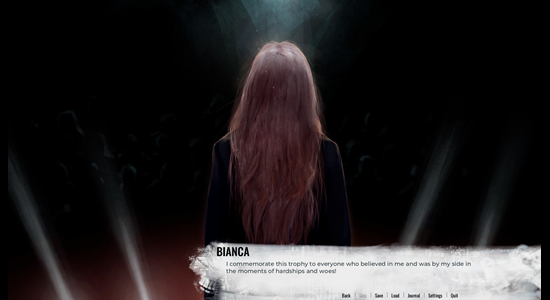 BIANCA
I commemorate this trophy to everyone who believed in me and was by my side in
the moments of hardships and woes!
Back Skip Save Load Journal Settings Quit